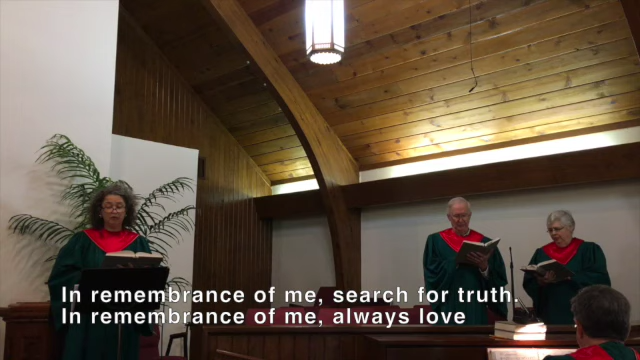 In remembrance of me, search for truth.
In remembrance of me, always love